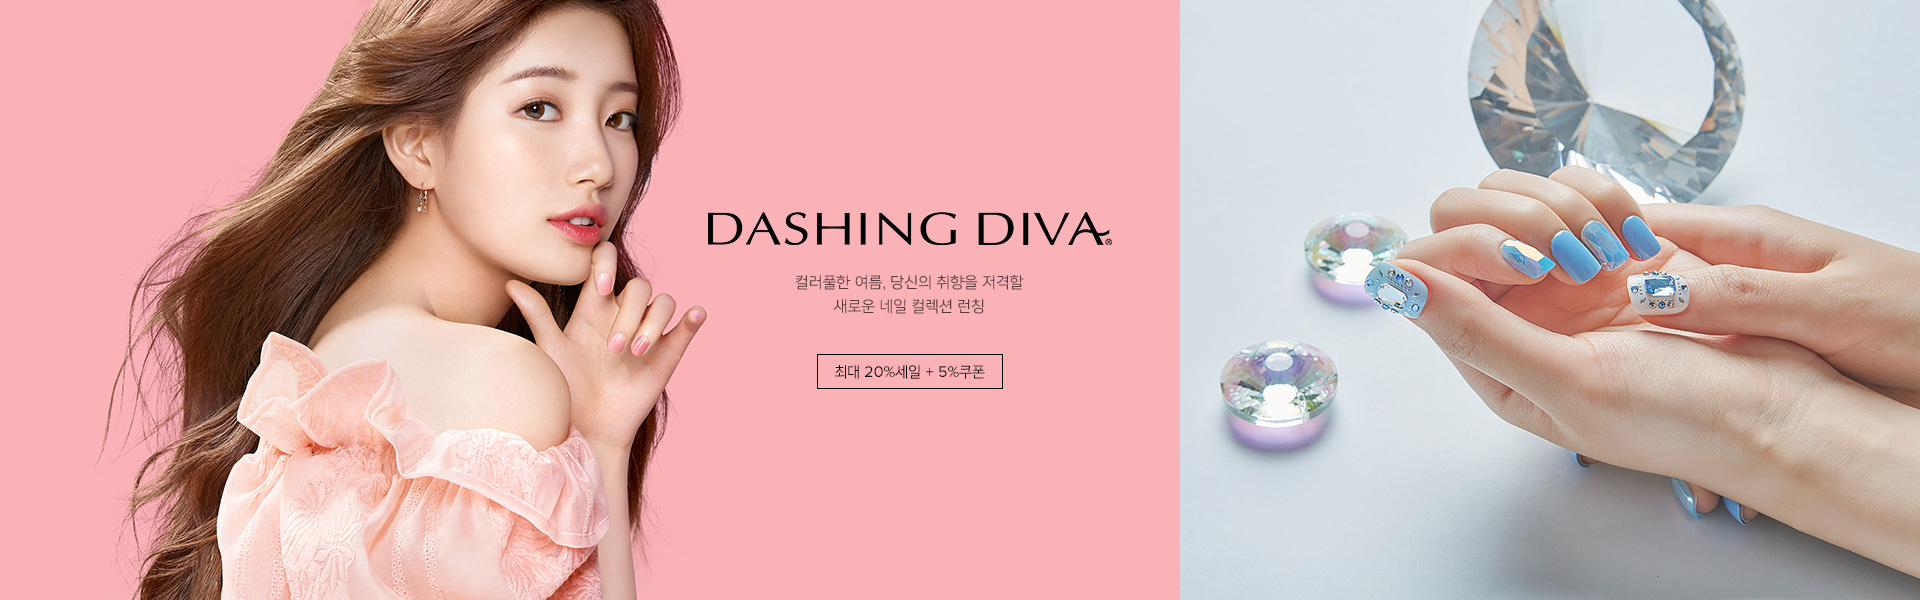 DASHING DIVA®
컬러풀한 여름, 당신의 취향을 저격할
새로운 네일 컬렉션 런칭
최대 20%세일 + 5%쿠폰